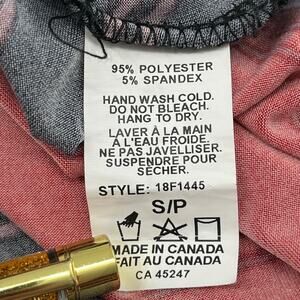 95% POLYESTER
5% SPANDEX
HAND WASH COLD.
DO NOT BLEACH.
HANG TO DRY.
LAVER À LA MAIN
A L'EAU FROIDE.
NE PAS JAVELLISER.
SUSPENDRE POUR
SÉCHER.
STYLE: 18F1445
S/P
MADE IN CANADA
FAIT AU CANADA
CA 45247